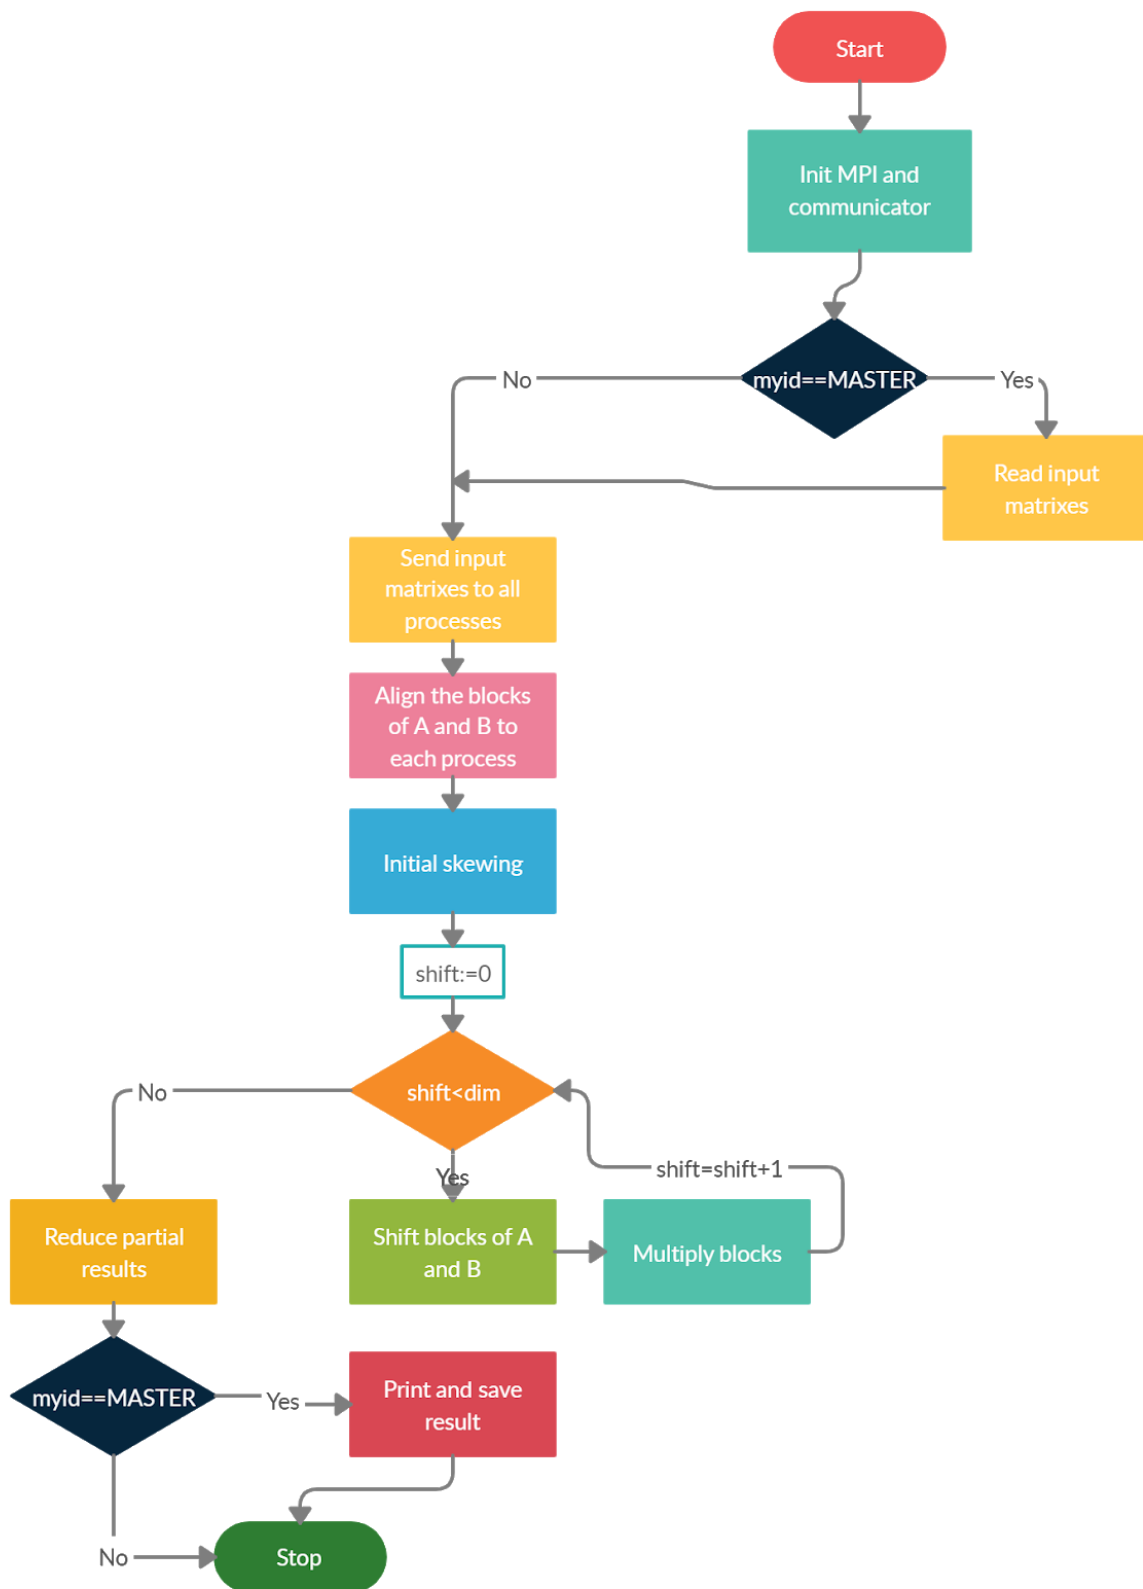 Start
Init MPI and
communicator
myid==MASTER
No
Yes
Read input
matrixes
Send input
matrixes to all
processes
Align the blocks
of A and B to
each process
Initial skewing
shift:=0
shift<dim
No
Yes
shift=shift+1
Reduce partial
results
Shift blocks of A
and B
Multiply blocks
myid==MASTER
Yes
Print and save
result
No
Stop